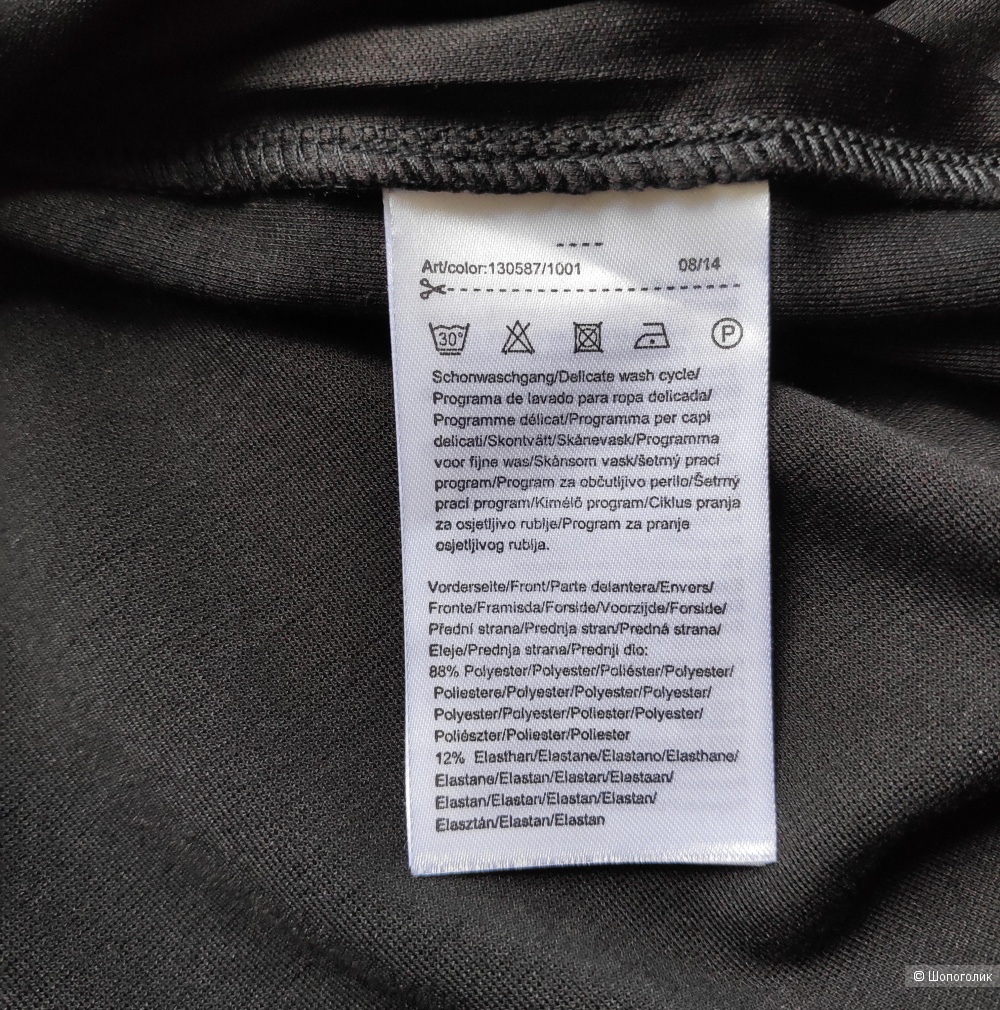 Art/color:130587/1001 08/14
30°
P
Schonwaschgang/Delicate wash cycle/
Programa de lavado para ropa delicada/
Programme délicat/Programma per capi
delicati/Skontvätt/Skånevask/Programma
voor fijne was/Skånsom vask/šetrný prací
program/Program za občutljivo perilo/Šetrný
prací program/Kímélő program/Ciklus pranja
za osjetljivo rublje/Program za pranje
osjetljivog rublja.
Vorderseite/Front/Parte delantera/Envers/
Fronte/Framsida/Forside/Voorzijde/Forside/
Přední strana/Prednja stran/Predná strana/
Eleje/Prednja strana/Prednji dio:
88% Polyester/Polyester/Poliéster/Polyester/
Poliestere/Polyester/Polyester/Polyester/
Polyester/Polyester/Poliester/Polyester/
Poliészter/Poliester/Poliester
12% Elasthan/Elastane/Elastano/Elasthane/
Elastane/Elastan/Elastan/Elastaan/
Elastan/Elastan/Elastan/Elastan/
Elasztán/Elastan/Elastan
© Шопоголик